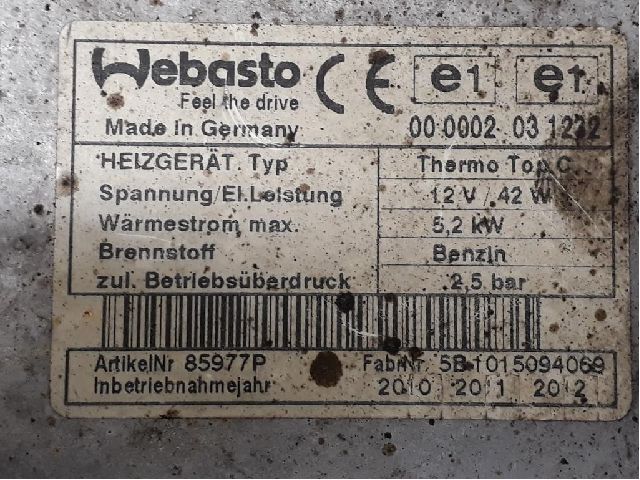 Webasto CE e1 e1
Feel the drive
Made in Germany 00 0002 03 1232
HEIZGERÄT Typ Thermo Top C
Spannung/El.Leistung 12 V / 42 W
Wärmestrom max. 5,2 kW
Brennstoff Benzin
zul. Betriebsüberdruck 2,5 bar
ArtikelNr 85977P FabrNr. 5B1015094069
Inbetriebnahmejahr 2010 2011 2012